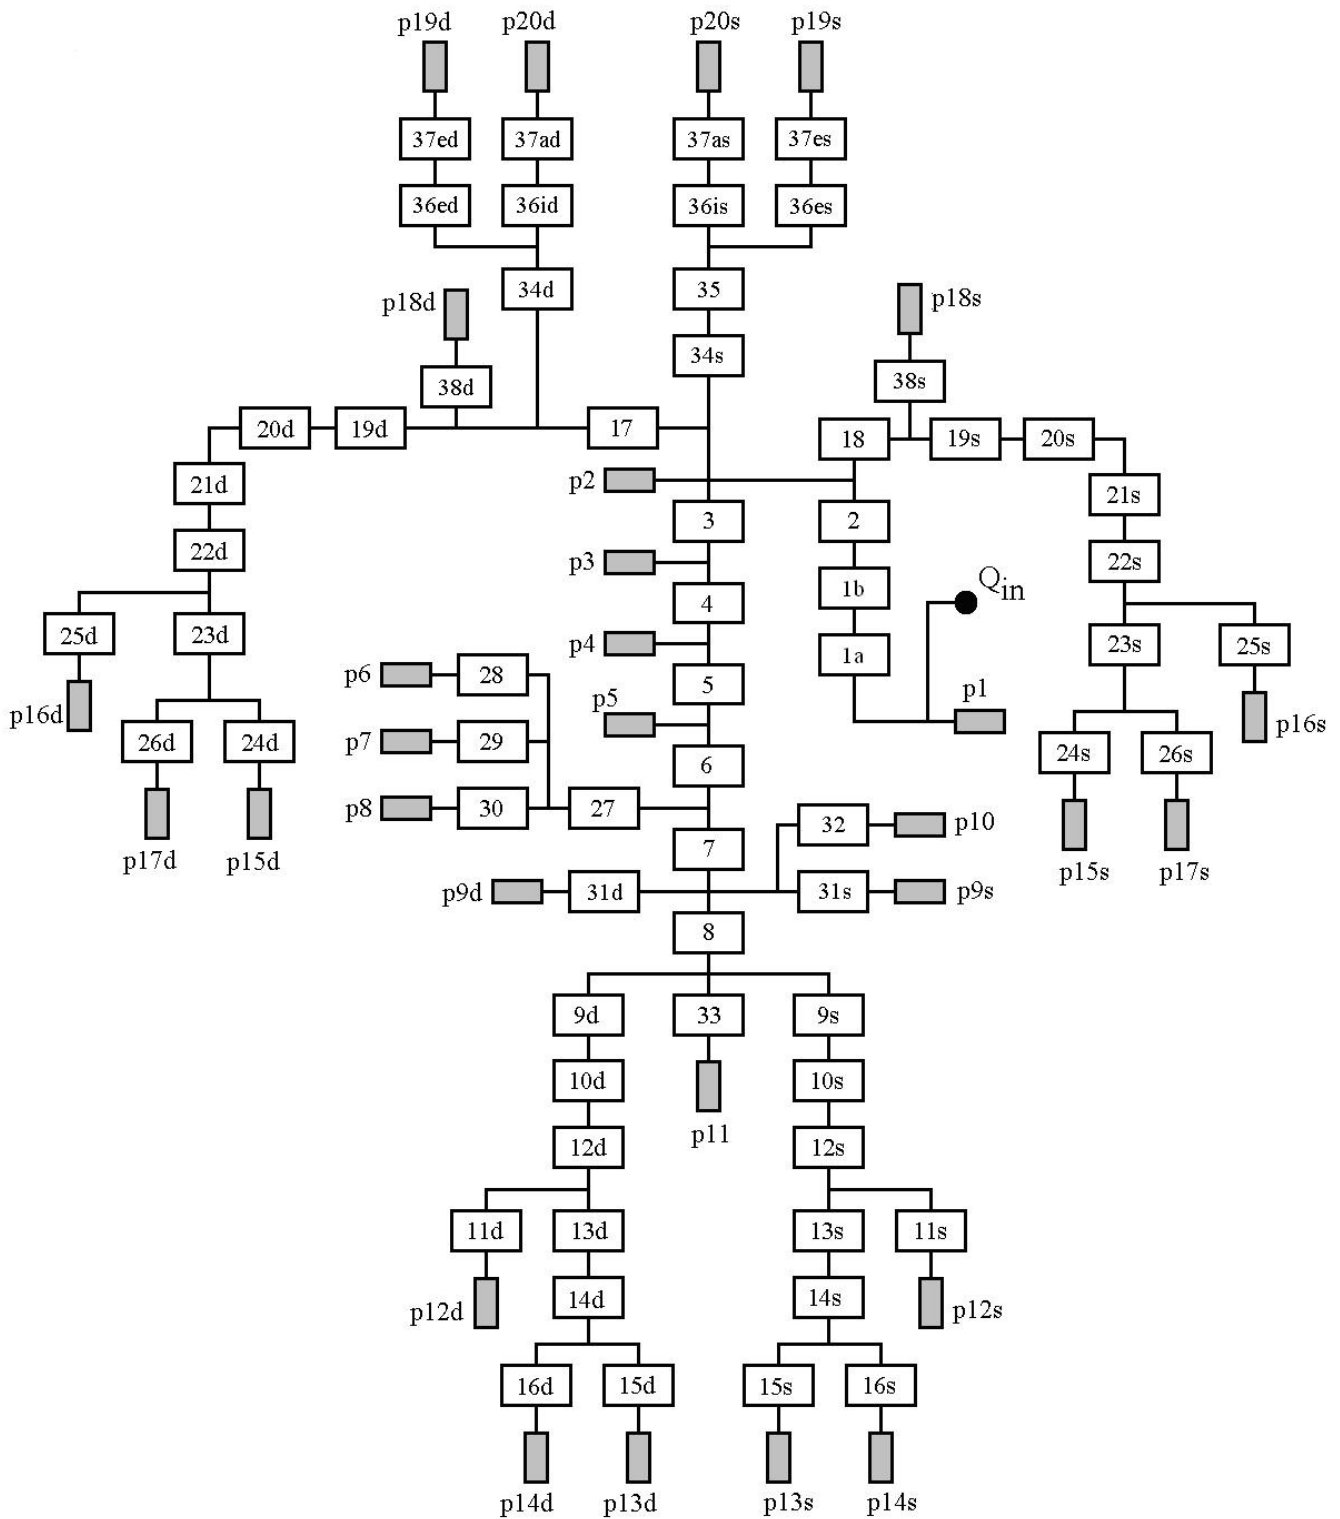 p19d p20d p20s p19s
37ed 37ad 37as 37es
36ed 36id 36is 36es
34d 35
p18d p18s
34s
38d 38s
20d 19d 17 18 19s 20s
p2
21d 21s
3 2
22d 22s
p3
Qin
4 1b
25d 23d 23s 25s
p4
1a
p6 28 5
p16d p5 p1 p16s
26d 24d p7 29 24s 26s
6
p8 30 27 32 p10
p17d p15d 7 p15s p17s
p9d 31d 31s p9s
8
9d 33 9s
10d 10s
p11
12d 12s
11d 13d 13s 11s
14d 14s
p12d p12s
16d 15d 15s 16s
p14d p13d p13s p14s